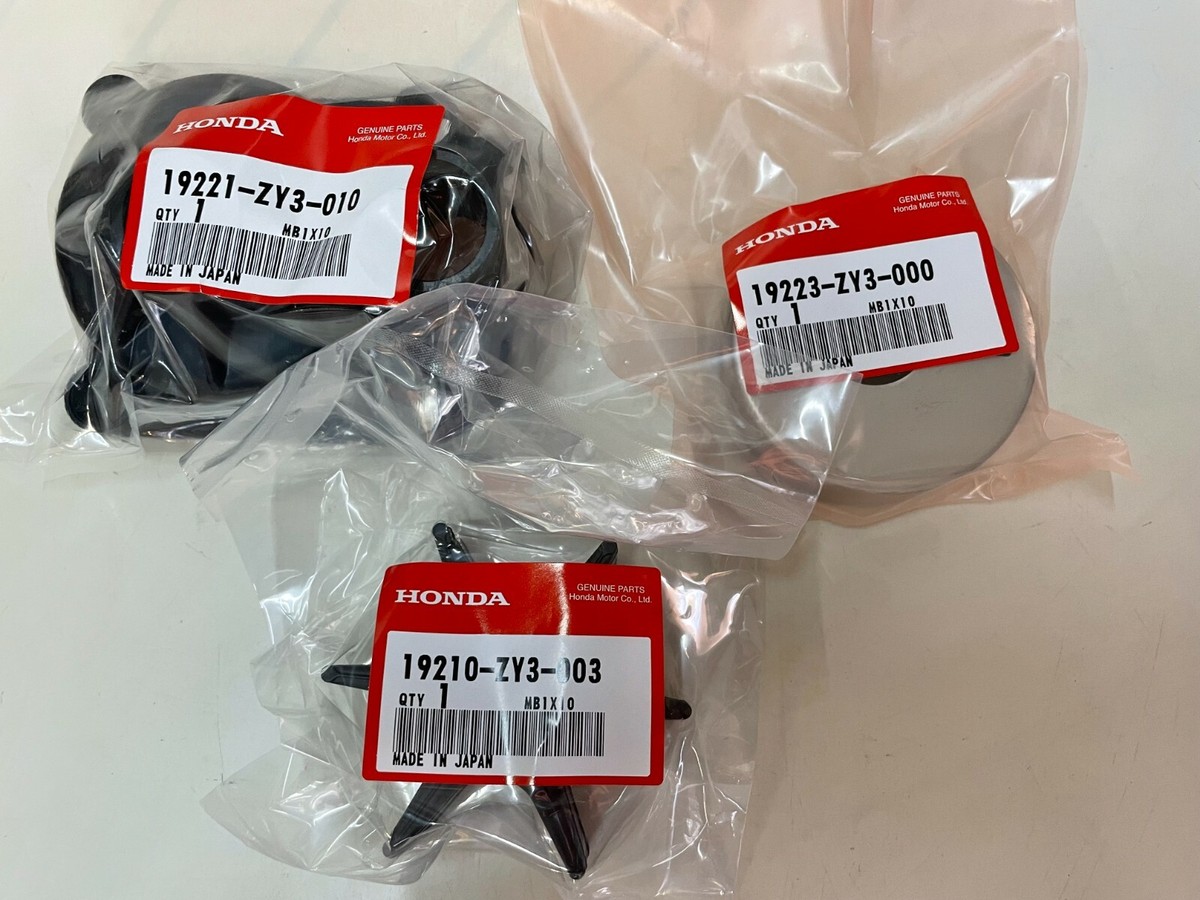 HONDA
GENUINE PARTS
Honda Motor Co., Ltd.
19221-ZY3-010
QTY 1
MB1X10
MADE IN JAPAN
HONDA
GENUINE PARTS
Honda Motor Co., Ltd.
19223-ZY3-000
QTY 1
MB1X10
MADE IN JAPAN
HONDA
GENUINE PARTS
Honda Motor Co., Ltd.
19210-ZY3-003
QTY 1
MB1X10
MADE IN JAPAN